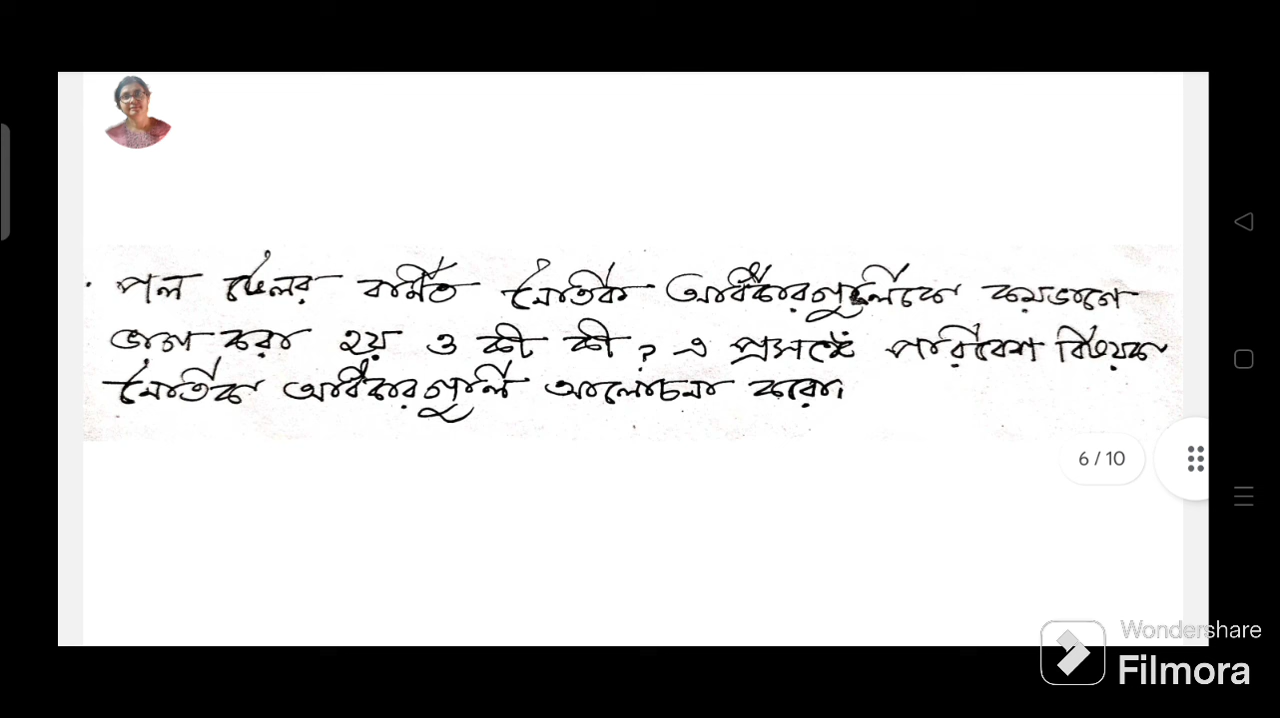 পল টেলর বর্ণিত নৈতিক অধিকারগুলিকে কয়ভাগে
ভাগ করা হয় ও কী কী? এ প্রসঙ্গে পরিবেশ বিষয়ক
নৈতিক অধিকারগুলি আলোচনা করো।
6 / 10
Wondershare
Filmora